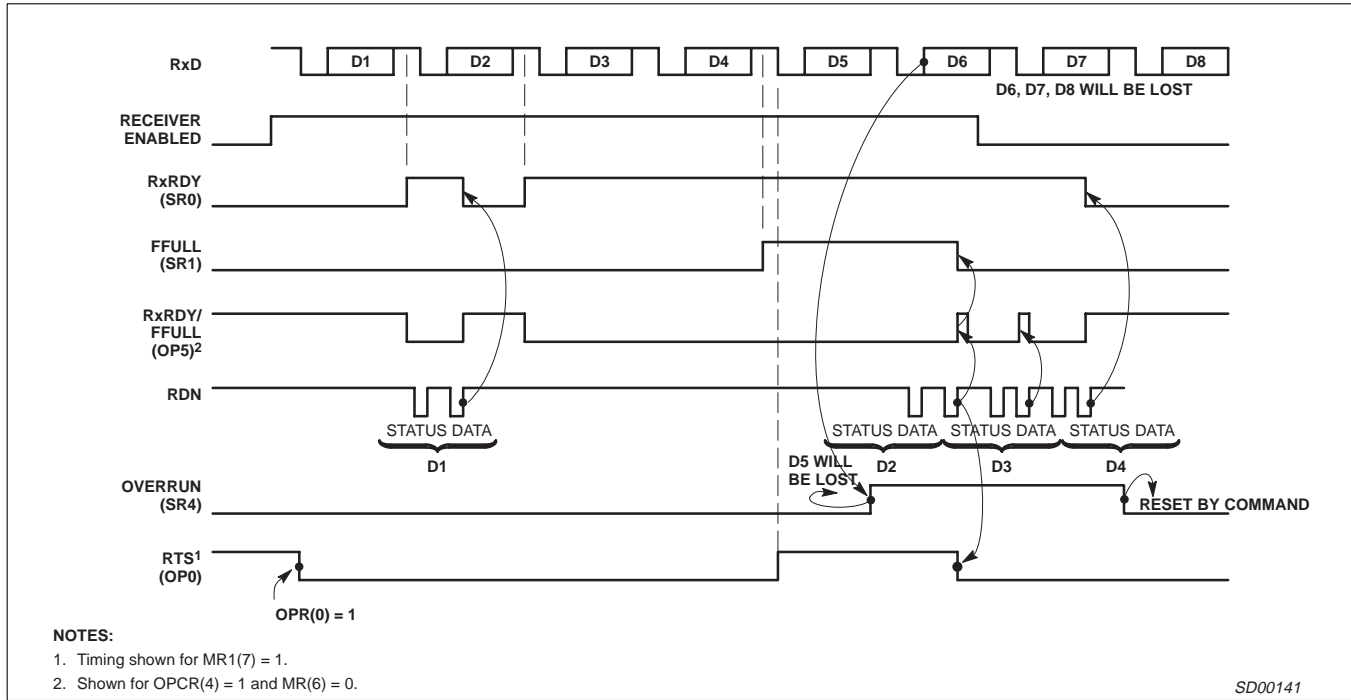 RxD
D1
D2
D3
D4
D5
D6
D7
D8
D6, D7, D8 WILL BE LOST
RECEIVER
ENABLED
RxRDY
(SR0)
FFULL
(SR1)
RxRDY/
FFULL
(OP5)2
RDN
STATUS DATA
STATUS DATA
STATUS DATA
STATUS DATA
D1
D2
D3
D4
D5 WILL
BE LOST
OVERRUN
(SR4)
RESET BY COMMAND
RTS1
(OP0)
OPR(0) = 1
NOTES:
1. Timing shown for MR1(7) = 1.
2. Shown for OPCR(4) = 1 and MR(6) = 0.
SD00141